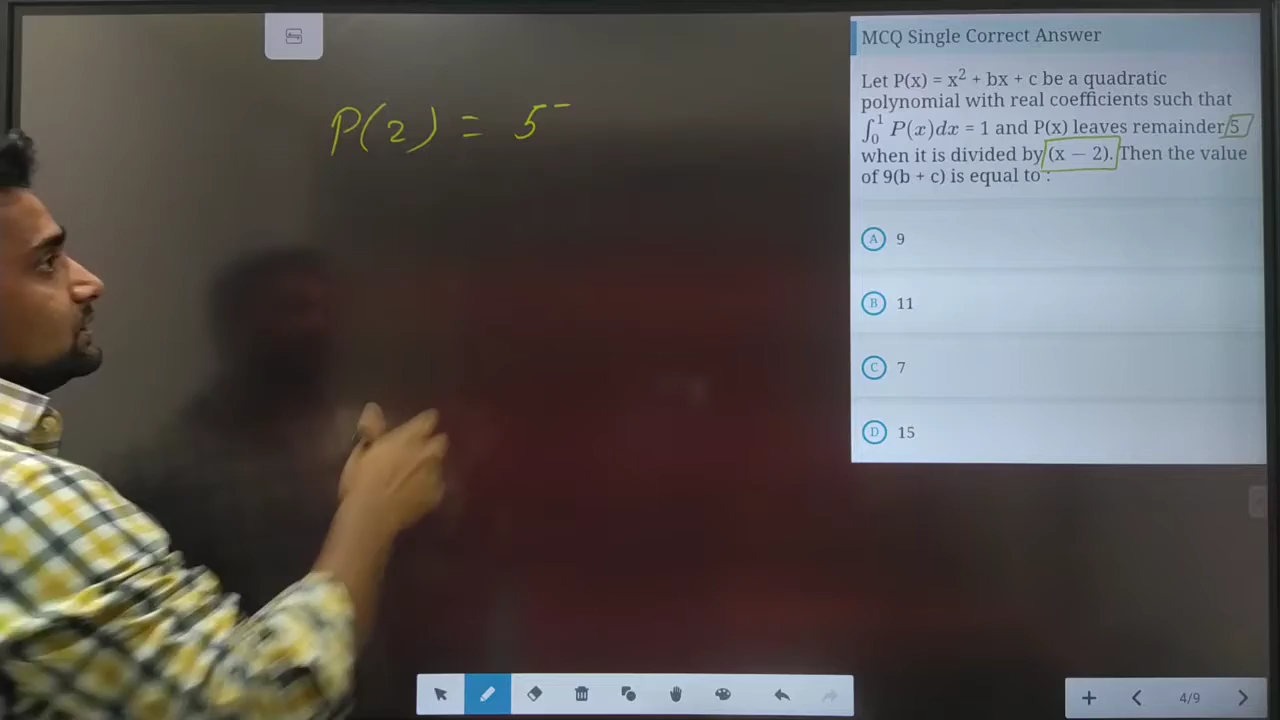 P(2) = 5
MCQ Single Correct Answer
Let P(x) = x² + bx + c be a quadratic
polynomial with real coefficients such that
∫₀¹ P(x)dx = 1 and P(x) leaves remainder 5
when it is divided by (x − 2). Then the value
of 9(b + c) is equal to :
A 9
B 11
C 7
D 15
4/9